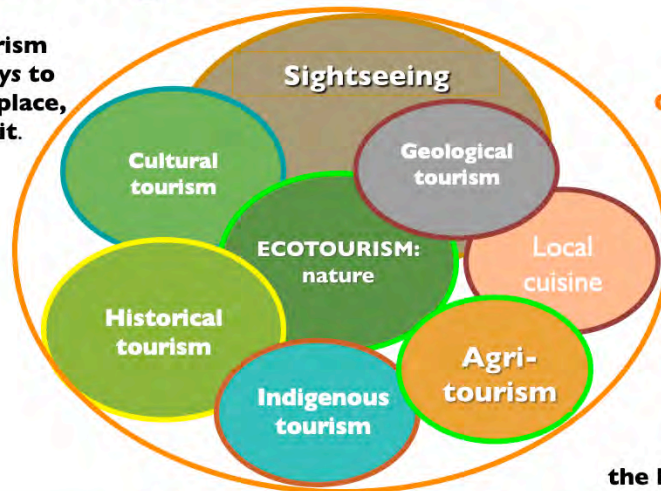 rism
ys to
place,
it.
Sightseeing
Cultural
tourism
Geological
tourism
ECOTOURISM:
nature
Local
cuisine
Historical
tourism
Agri-
tourism
Indigenous
tourism
the